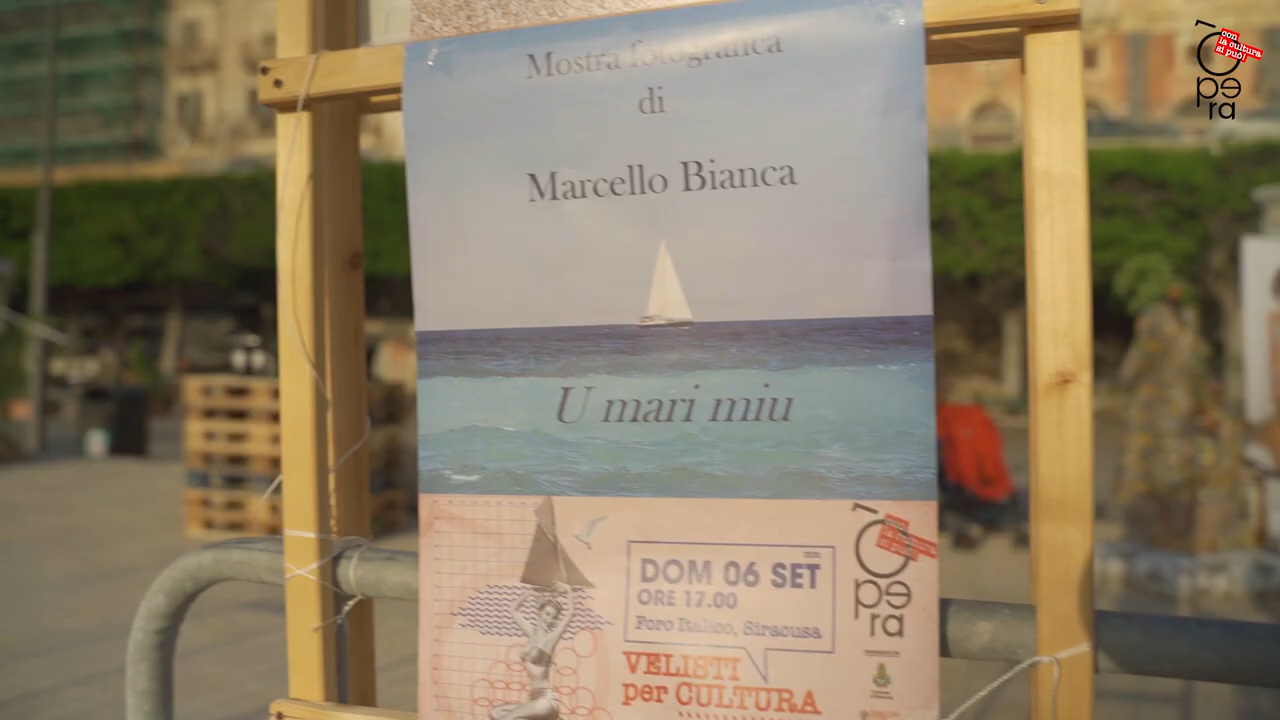 Mostra fotografica
di
Marcello Bianca
U mari miu
DOM 06 SET
ORE 17.00
Foro Italico, Siracusa
VELISTI
per CULTURA
Opera
con
la cultura
si può!
Opera